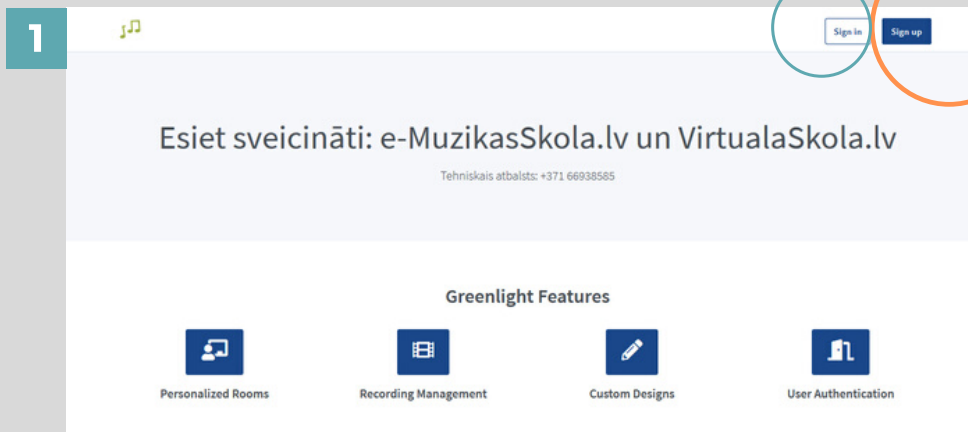 1
Sign in
Sign up
Esiet sveicināti: e-MuzikasSkola.lv un VirtualaSkola.lv
Tehniskais atbalsts: +371 66938585
Greenlight Features
Personalized Rooms
Recording Management
Custom Designs
User Authentication